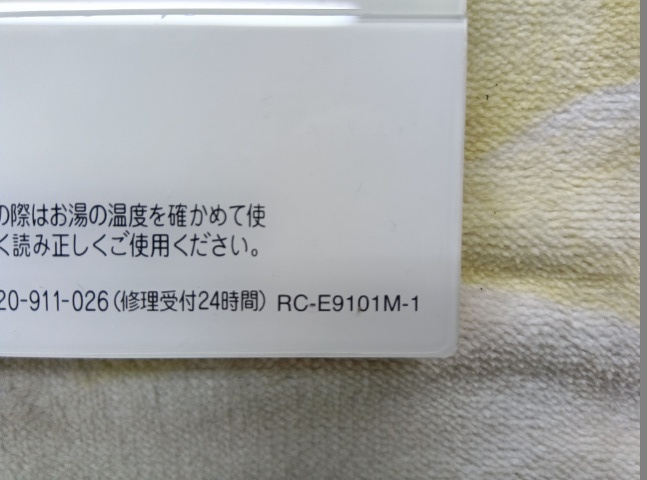 の際はお湯の温度を確かめて使
く読み正しくご使用ください。
20-911-026(修理受付24時間) RC-E9101M-1